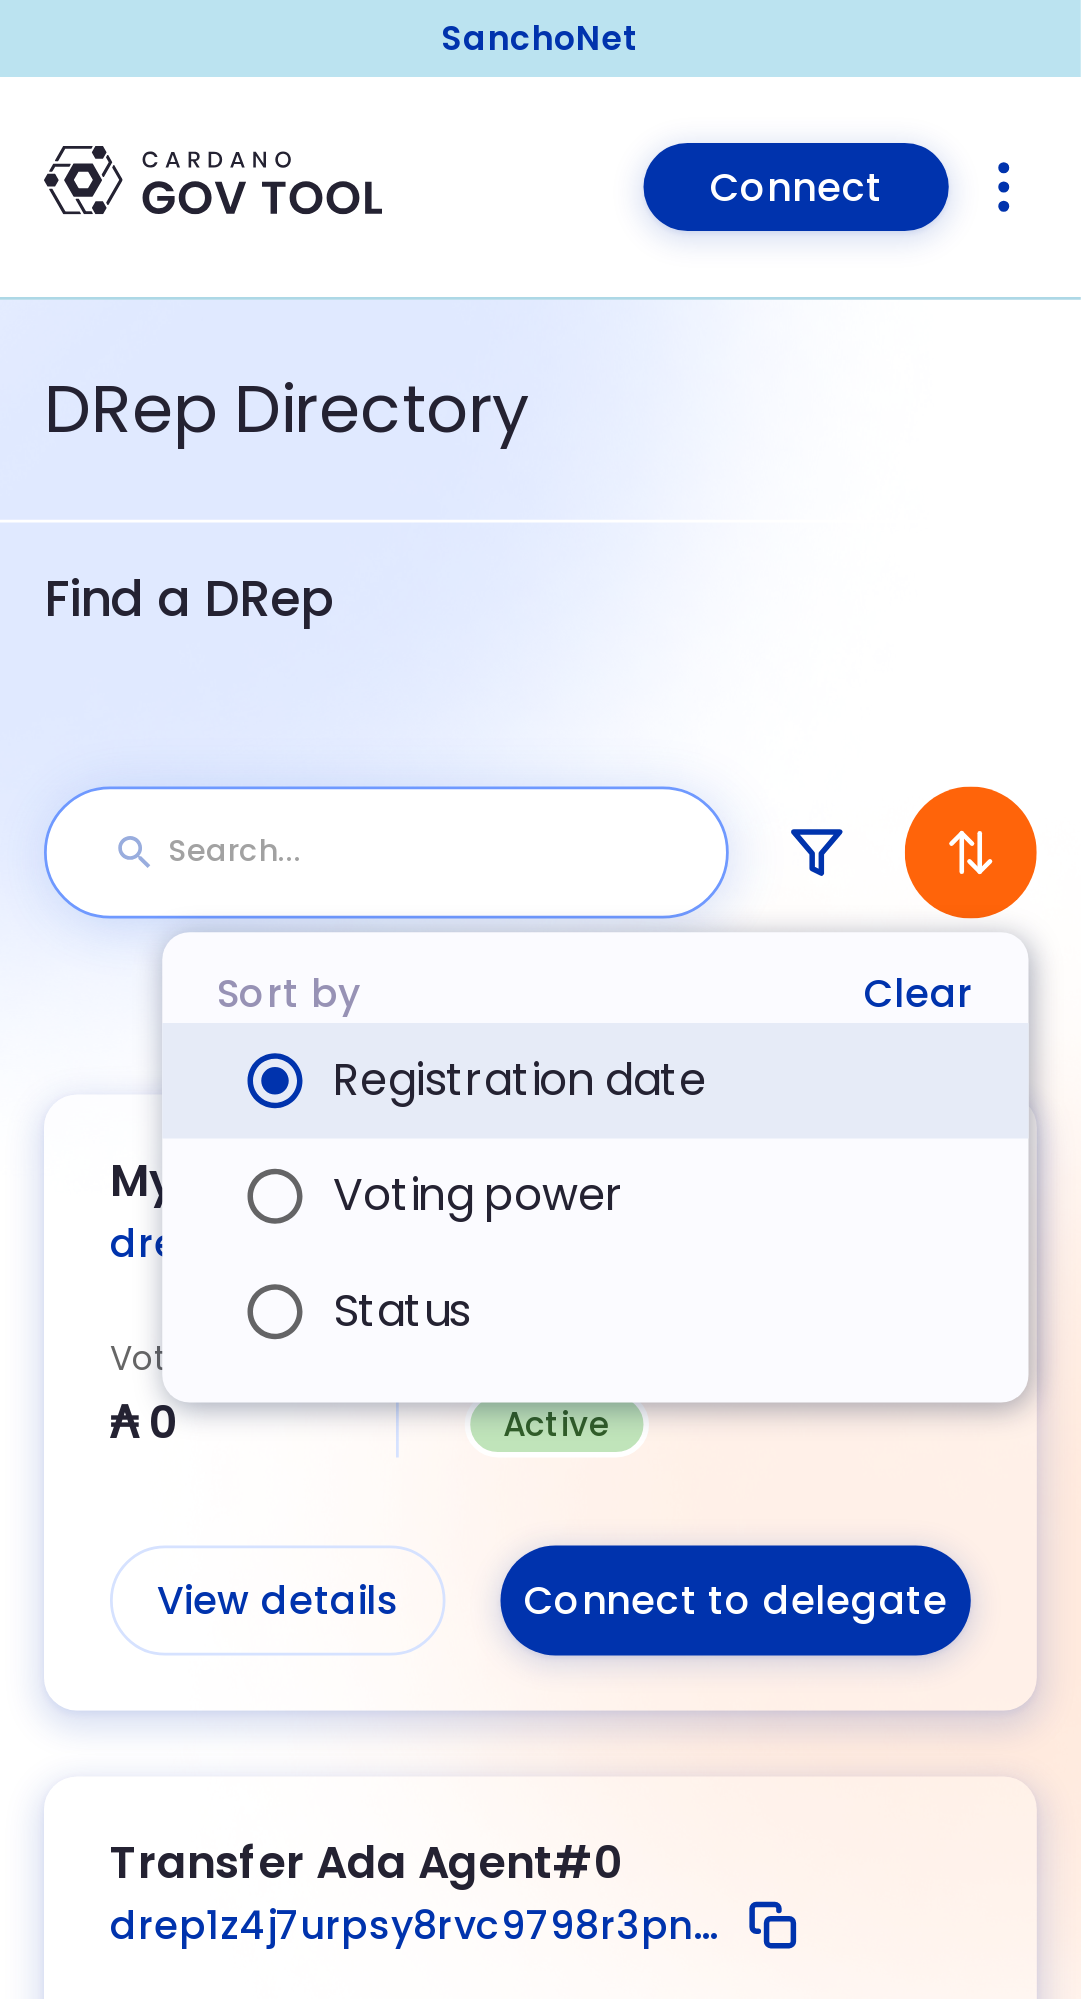 SanchoNet
CARDANO
GOV TOOL
Connect
DRep Directory
Find a DRep
Search...
Sort by
Clear
Registration date
Voting power
Status
My
dre
Vot
₳ 0
Active
View details
Connect to delegate
Transfer Ada Agent#0
drep1z4j7urpsy8rvc9798r3pn...